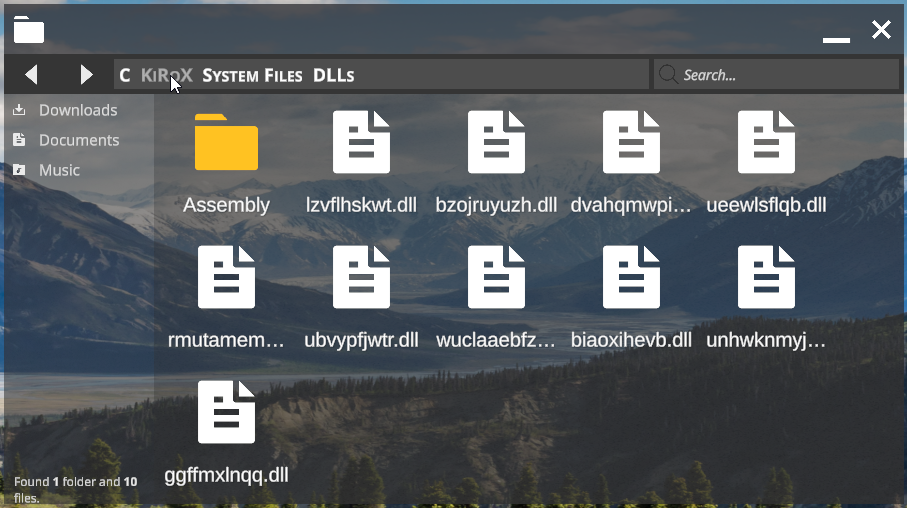 C KiRoX System Files DLLs
Search...
Downloads
Documents
Music
Assembly
lzvflhskwt.dll
bzojruyuzh.dll
dvahqmwpi...
ueewlsflqb.dll
rmutamem...
ubvypfjwtr.dll
wuclaaebfz...
biaoxihevb.dll
unhwknmyj...
ggffmxlnqq.dll
Found 1 folder and 10
files.